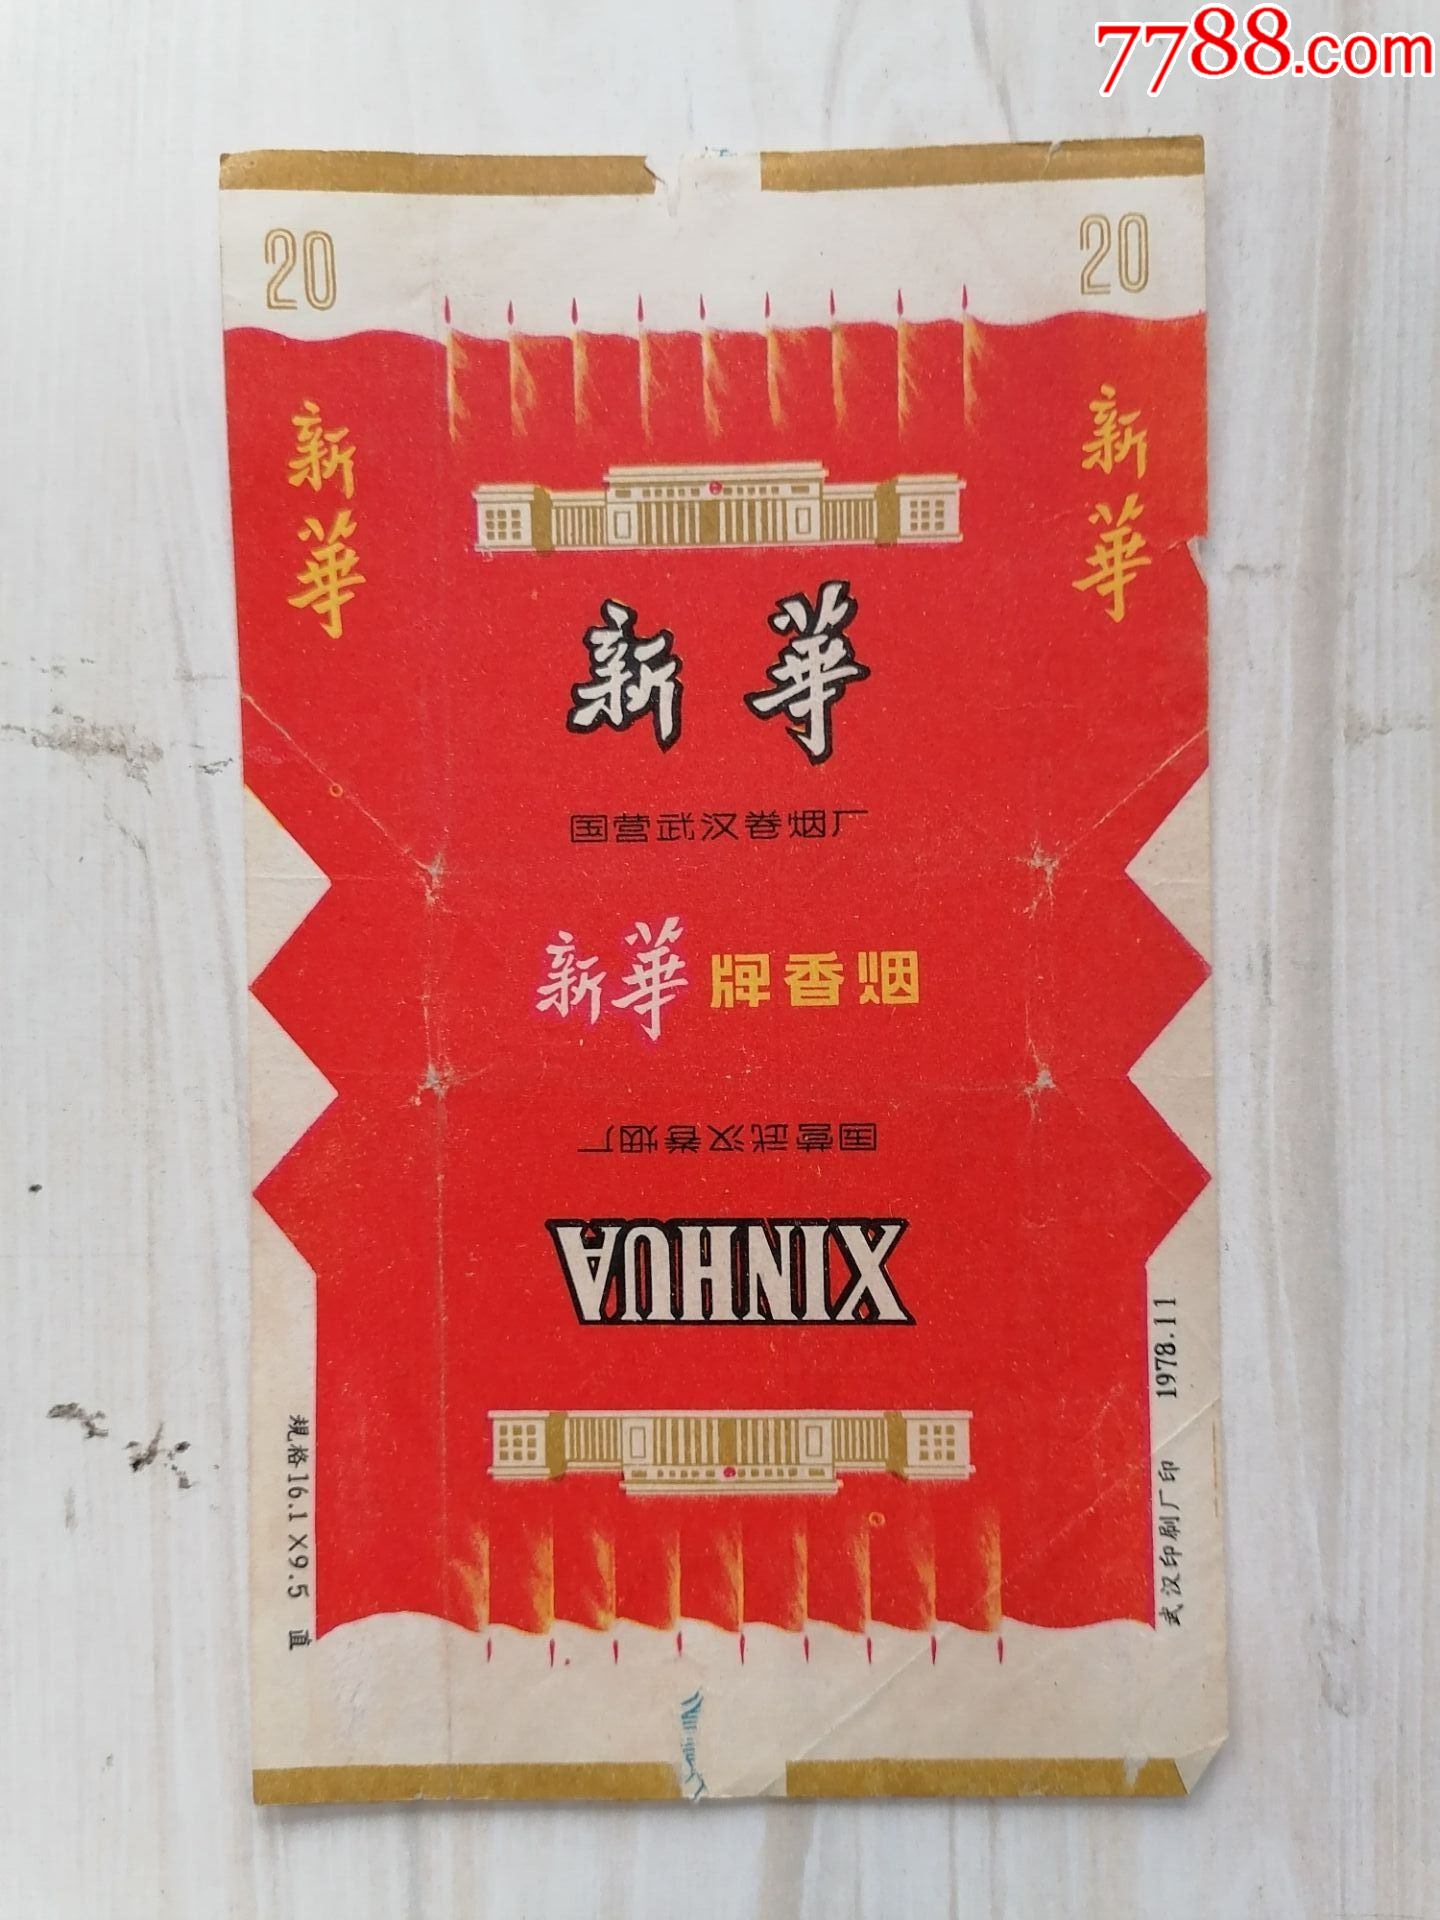 7788.com
20 20
新華 新華
新華
国营武汉卷烟厂
新華牌香烟
国营武汉卷烟厂
XINHUA
规格16.1×9.5 直
武汉印刷厂印 1978.11